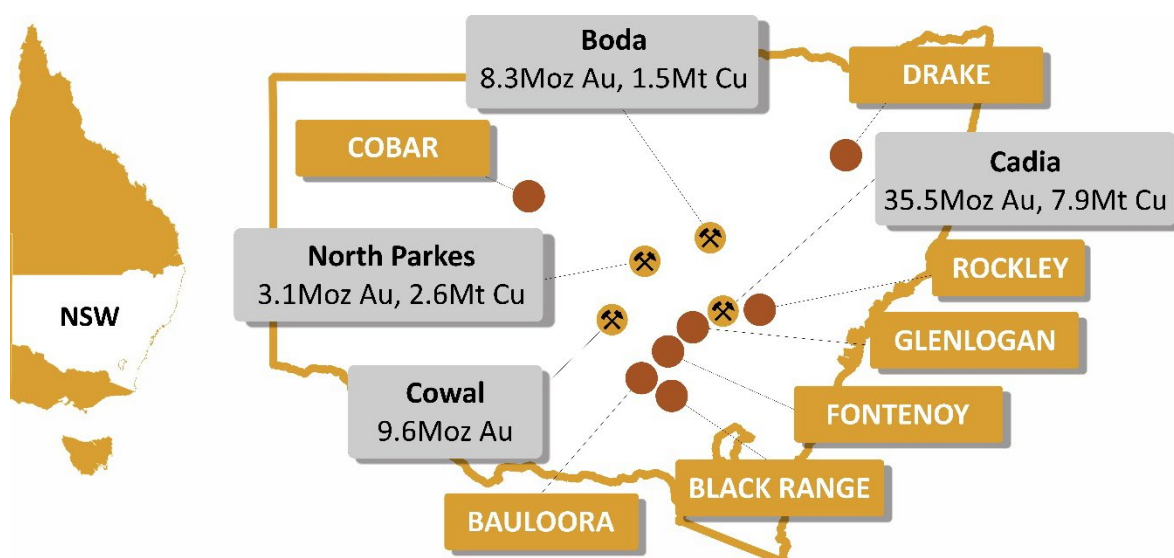 Boda
8.3Moz Au, 1.5Mt Cu
DRAKE
COBAR
Cadia
35.5Moz Au, 7.9Mt Cu
North Parkes
3.1Moz Au, 2.6Mt Cu
ROCKLEY
NSW
GLENLOGAN
Cowal
9.6Moz Au
FONTENOY
BLACK RANGE
BAULOORA